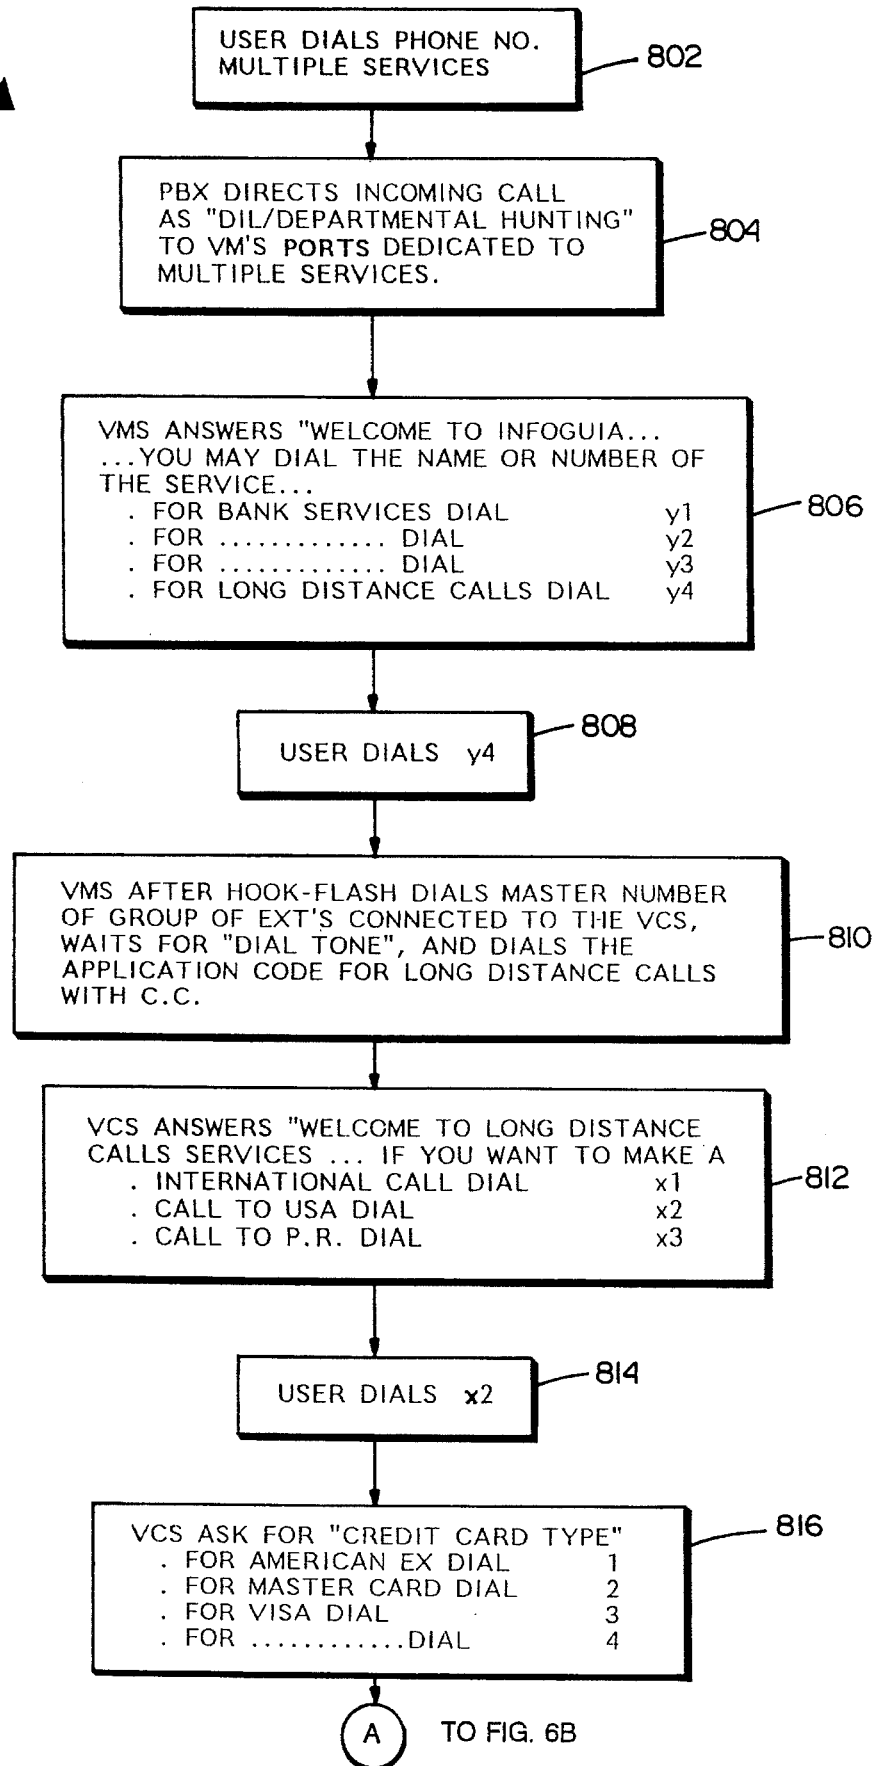 USER DIALS PHONE NO.
MULTIPLE SERVICES
802
PBX DIRECTS INCOMING CALL
AS "DIL/DEPARTMENTAL HUNTING"
TO VM'S PORTS DEDICATED TO
MULTIPLE SERVICES.
804
VMS ANSWERS "WELCOME TO INFOGUIA...
...YOU MAY DIAL THE NAME OR NUMBER OF
THE SERVICE...
. FOR BANK SERVICES DIAL y1
. FOR ............. DIAL y2
. FOR ............. DIAL y3
. FOR LONG DISTANCE CALLS DIAL y4
806
USER DIALS y4
808
VMS AFTER HOOK-FLASH DIALS MASTER NUMBER
OF GROUP OF EXT'S CONNECTED TO THE VCS,
WAITS FOR "DIAL TONE", AND DIALS THE
APPLICATION CODE FOR LONG DISTANCE CALLS
WITH C.C.
810
VCS ANSWERS "WELCOME TO LONG DISTANCE
CALLS SERVICES ... IF YOU WANT TO MAKE A
. INTERNATIONAL CALL DIAL x1
. CALL TO USA DIAL x2
. CALL TO P.R. DIAL x3
812
USER DIALS x2
814
VCS ASK FOR "CREDIT CARD TYPE"
. FOR AMERICAN EX DIAL 1
. FOR MASTER CARD DIAL 2
. FOR VISA DIAL 3
. FOR ............DIAL 4
816
A TO FIG. 6B